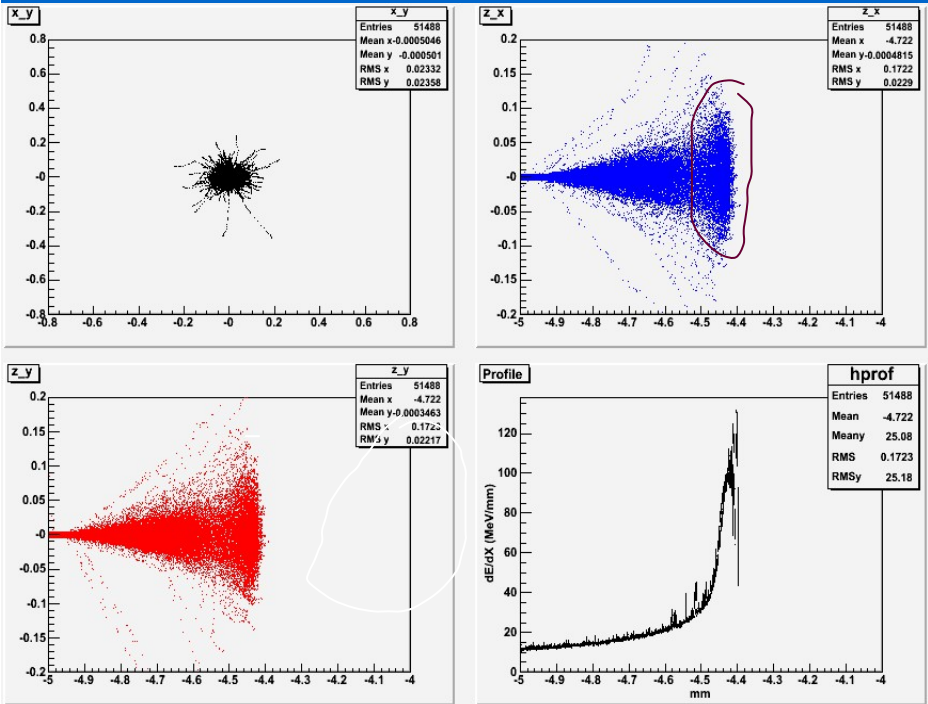 x_y
x_y
Entries 51488
Mean x-0.0005046
Mean y -0.000501
RMS x 0.02332
RMS y 0.02358
0.8
0.6
0.4
0.2
-0
-0.2
-0.4
-0.6
-0.8
-0.8 -0.6 -0.4 -0.2 -0 0.2 0.4 0.6 0.8
z_x
z_x
Entries 51488
Mean x -4.722
Mean y-0.0004815
RMS x 0.1722
RMS y 0.0229
0.2
0.15
0.1
0.05
-0
-0.05
-0.1
-0.15
-0.2
-5 -4.9 -4.8 -4.7 -4.6 -4.5 -4.4 -4.3 -4.2 -4.1 -4
z_y
z_y
Entries 51488
Mean x -4.722
Mean y-0.0003463
RMS 0.172
RMS y 0.02217
0.2
0.15
0.1
0.05
-0
-0.05
-0.1
-0.15
-0.2
-5 -4.9 -4.8 -4.7 -4.6 -4.5 -4.4 -4.3 -4.2 -4.1 -4
Profile
hprof
Entries 51488
Mean -4.722
Meany 25.08
RMS 0.1723
RMSy 25.18
dE/dX (MeV/mm)
120
100
80
60
40
20
0
-5 -4.9 -4.8 -4.7 -4.6 -4.5 -4.4 -4.3 -4.2 -4.1 -4
mm